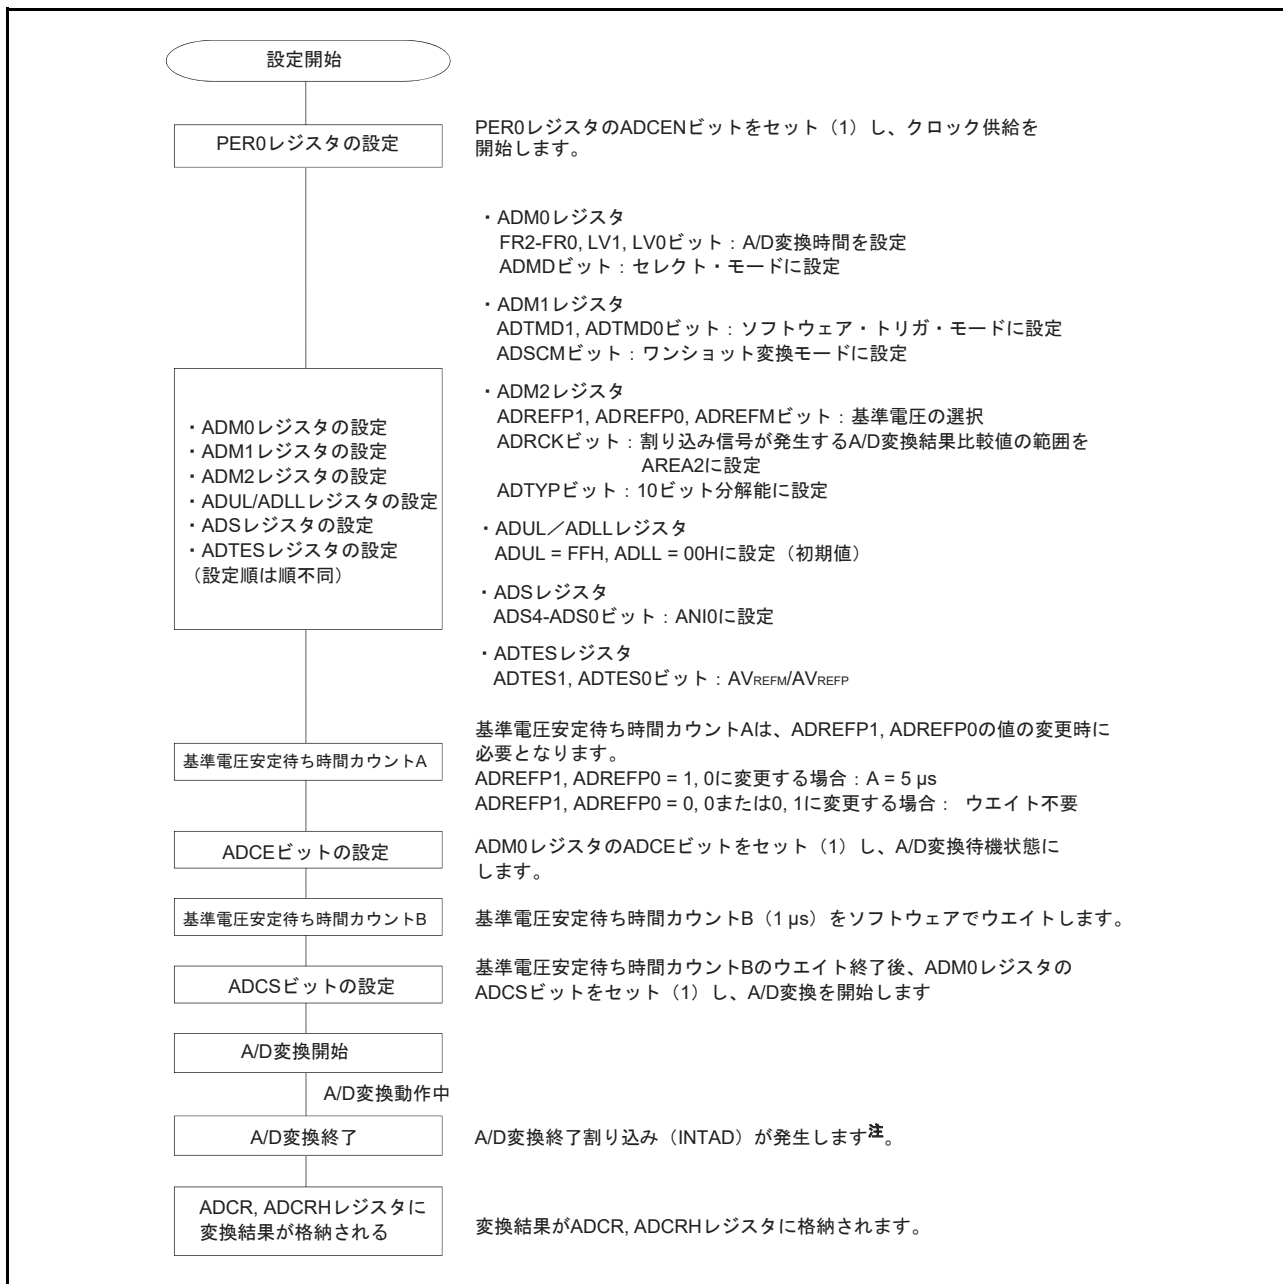 設定開始
PER0レジスタの設定
PER0レジスタのADCENビットをセット（1）し、クロック供給を
開始します。
・ADM0レジスタの設定
・ADM1レジスタの設定
・ADM2レジスタの設定
・ADUL/ADLLレジスタの設定
・ADSレジスタの設定
・ADTESレジスタの設定
（設定順は順不同）
・ADM0レジスタ
FR2-FR0, LV1, LV0ビット：A/D変換時間を設定
ADMDビット：セレクト・モードに設定
・ADM1レジスタ
ADTMD1, ADTMD0ビット：ソフトウェア・トリガ・モードに設定
ADSCMビット：ワンショット変換モードに設定
・ADM2レジスタ
ADREFP1, ADREFP0, ADREFMビット：基準電圧の選択
ADRCKビット：割り込み信号が発生するA/D変換結果比較値の範囲を
AREA2に設定
ADTYPビット：10ビット分解能に設定
・ADUL／ADLLレジスタ
ADUL = FFH, ADLL = 00Hに設定（初期値）
・ADSレジスタ
ADS4-ADS0ビット：ANI0に設定
・ADTESレジスタ
ADTES1, ADTES0ビット：AVREFM/AVREFP
基準電圧安定待ち時間カウントA
基準電圧安定待ち時間カウントAは、ADREFP1, ADREFP0の値の変更時に
必要となります。
ADREFP1, ADREFP0 = 1, 0に変更する場合：A = 5 µs
ADREFP1, ADREFP0 = 0, 0または0, 1に変更する場合： ウエイト不要
ADCEビットの設定
ADM0レジスタのADCEビットをセット（1）し、A/D変換待機状態に
します。
基準電圧安定待ち時間カウントB
基準電圧安定待ち時間カウントB（1 µs）をソフトウェアでウエイトします。
ADCSビットの設定
基準電圧安定待ち時間カウントBのウエイト終了後、ADM0レジスタの
ADCSビットをセット（1）し、A/D変換を開始します
A/D変換開始
A/D変換動作中
A/D変換終了
A/D変換終了割り込み（INTAD）が発生します注。
ADCR, ADCRHレジスタに
変換結果が格納される
変換結果がADCR, ADCRHレジスタに格納されます。